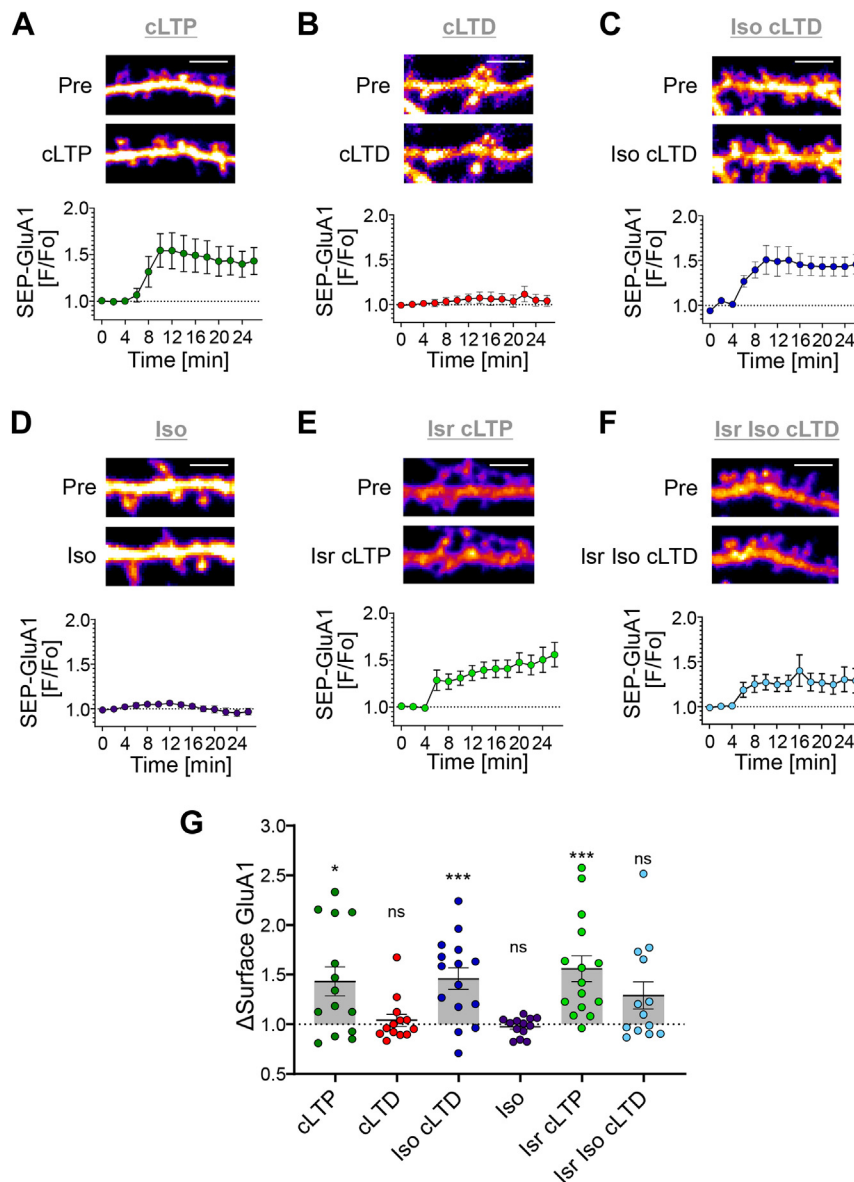 A cLTP
Pre
cLTP
SEP-GluA1
[F/Fo]
2.0
1.5
1.0
0 4 8 12 16 20 24
Time [min]
B cLTD
Pre
cLTD
SEP-GluA1
[F/Fo]
2.0
1.5
1.0
0 4 8 12 16 20 24
Time [min]
C Iso cLTD
Pre
Iso cLTD
SEP-GluA1
[F/Fo]
2.0
1.5
1.0
0 4 8 12 16 20 24
Time [min]
D Iso
Pre
Iso
SEP-GluA1
[F/Fo]
2.0
1.5
1.0
0 4 8 12 16 20 24
Time [min]
E Isr cLTP
Pre
Isr cLTP
SEP-GluA1
[F/Fo]
2.0
1.5
1.0
0 4 8 12 16 20 24
Time [min]
F Isr Iso cLTD
Pre
Isr Iso cLTD
SEP-GluA1
[F/Fo]
2.0
1.5
1.0
0 4 8 12 16 20 24
Time [min]
G
ΔSurface GluA1
3.0
2.5
2.0
1.5
1.0
0.5
* ns *** ns *** ns
cLTP
cLTD
Iso cLTD
Iso
Isr cLTP
Isr Iso cLTD